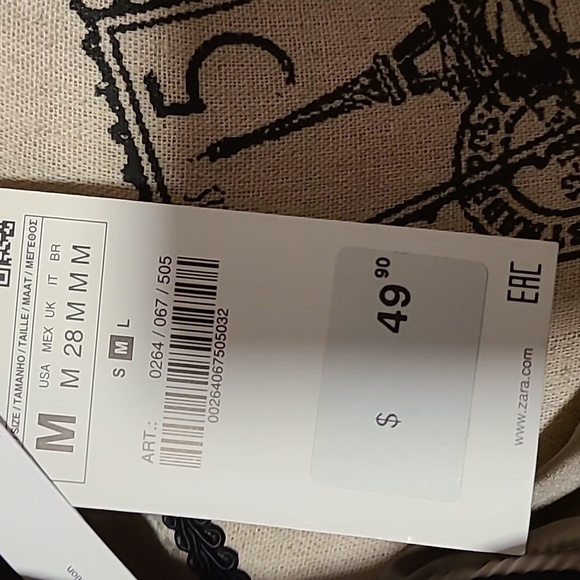 SIZE / TAMANHO / TAILLE / MAAT / ΜΕΓΕΘΟΣ
USA MEX UK IT BR
M M 28 M M M
S M L
ART.: 0264 / 067 / 505
00264067505032
$ 49 90
EAC
www.zara.com
5